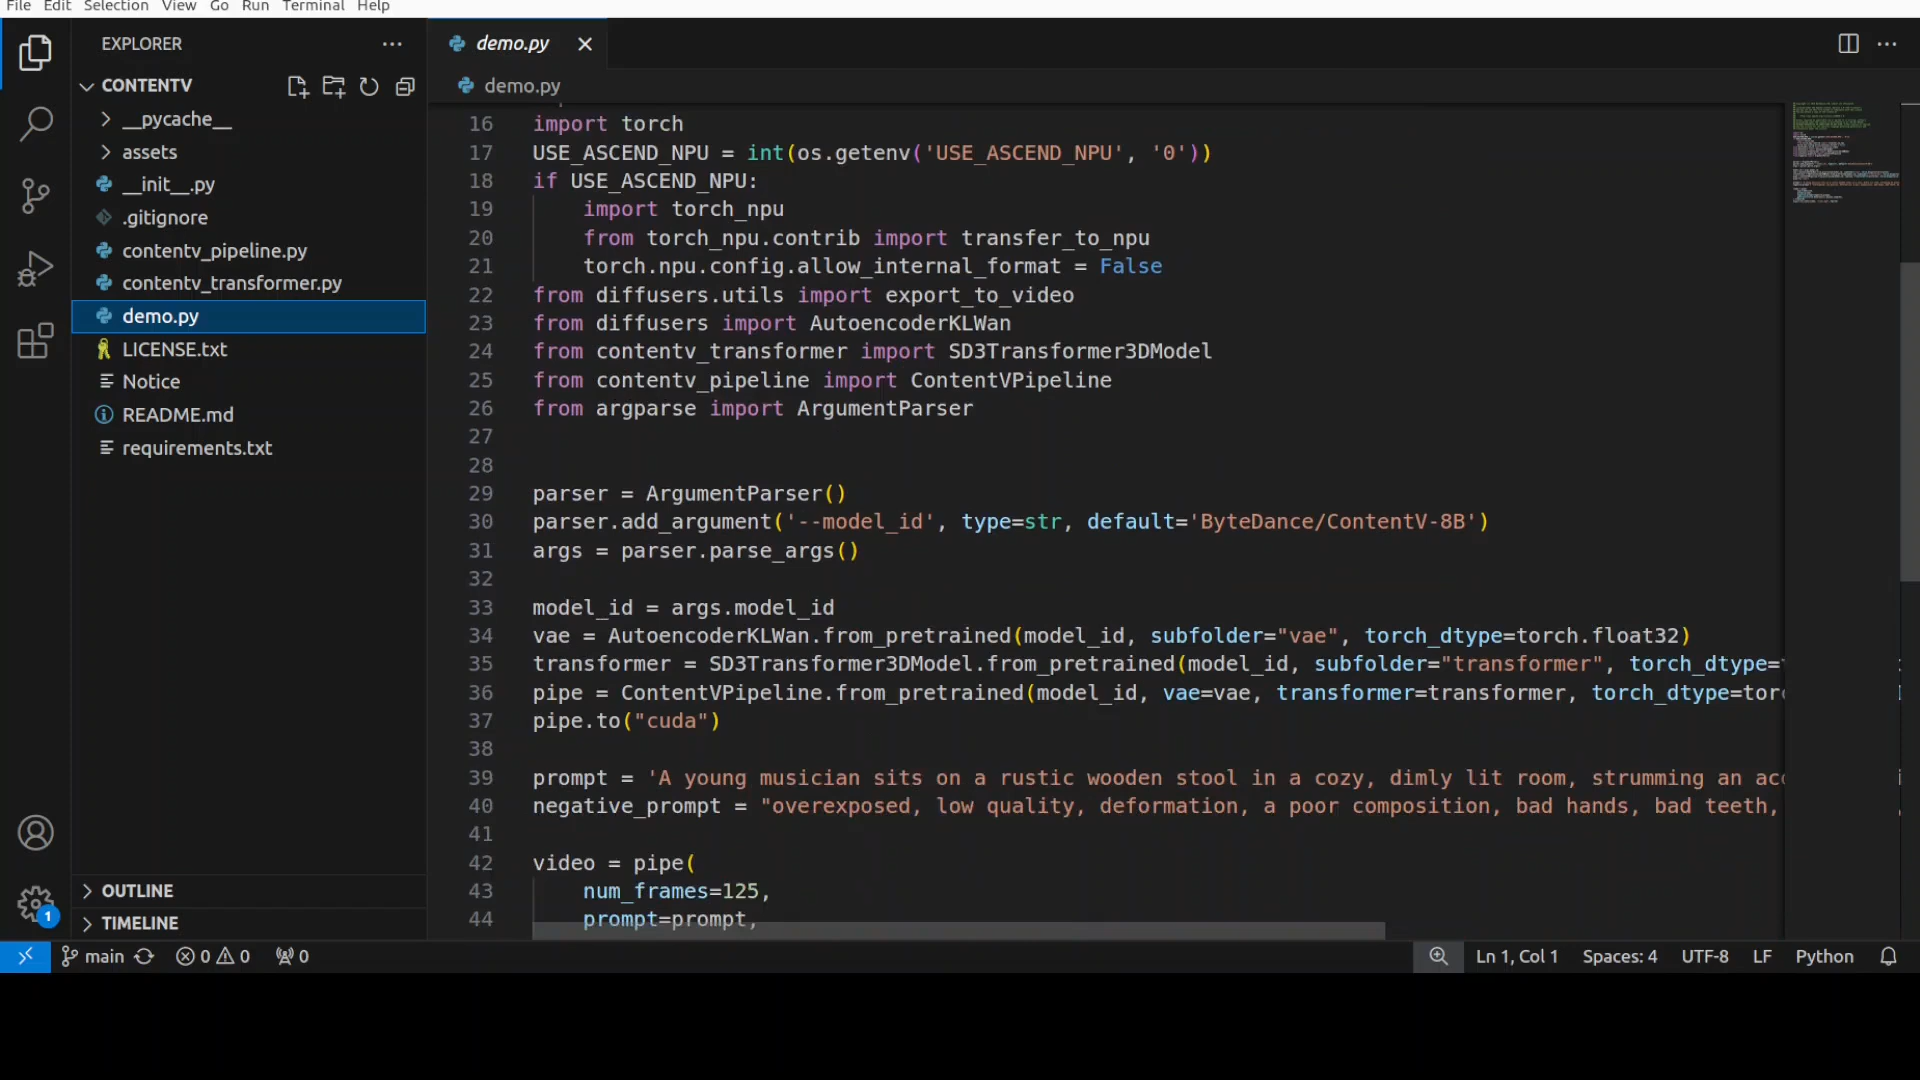 File Edit Selection View Go Run Terminal Help
EXPLORER
demo.py
CONTENTV
demo.py
__pycache__
assets
__init__.py
.gitignore
contentv_pipeline.py
contentv_transformer.py
demo.py
LICENSE.txt
Notice
README.md
requirements.txt
OUTLINE
TIMELINE
16 import torch
17 USE_ASCEND_NPU = int(os.getenv('USE_ASCEND_NPU', '0'))
18 if USE_ASCEND_NPU:
19 import torch_npu
20 from torch_npu.contrib import transfer_to_npu
21 torch.npu.config.allow_internal_format = False
22 from diffusers.utils import export_to_video
23 from diffusers import AutoencoderKLWan
24 from contentv_transformer import SD3Transformer3DModel
25 from contentv_pipeline import ContentVPipeline
26 from argparse import ArgumentParser
27
28
29 parser = ArgumentParser()
30 parser.add_argument('--model_id', type=str, default='ByteDance/ContentV-8B')
31 args = parser.parse_args()
32
33 model_id = args.model_id
34 vae = AutoencoderKLWan.from_pretrained(model_id, subfolder="vae", torch_dtype=torch.float32)
35 transformer = SD3Transformer3DModel.from_pretrained(model_id, subfolder="transformer", torch_dtype=
36 pipe = ContentVPipeline.from_pretrained(model_id, vae=vae, transformer=transformer, torch_dtype=torc
37 pipe.to("cuda")
38
39 prompt = 'A young musician sits on a rustic wooden stool in a cozy, dimly lit room, strumming an aco
40 negative_prompt = "overexposed, low quality, deformation, a poor composition, bad hands, bad teeth,
41
42 video = pipe(
43 num_frames=125,
44 prompt=prompt,
1
main 0 0 0 Ln 1, Col 1 Spaces: 4 UTF-8 LF Python